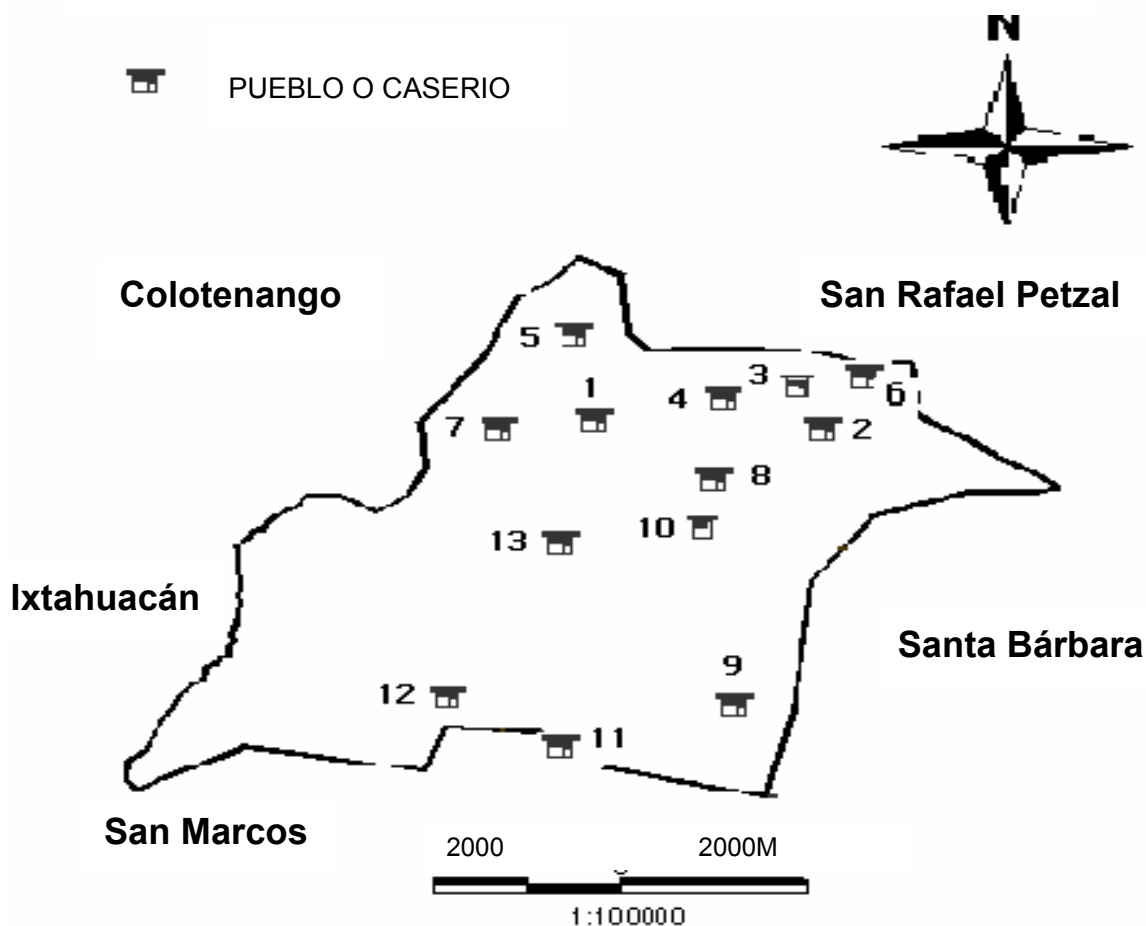 N
PUEBLO O CASERIO
Colotenango
San Rafael Petzal
5
3
6
1
4
7
2
8
10
13
Ixtahuacán
Santa Bárbara
9
12
11
San Marcos
2000 2000M
1:100000